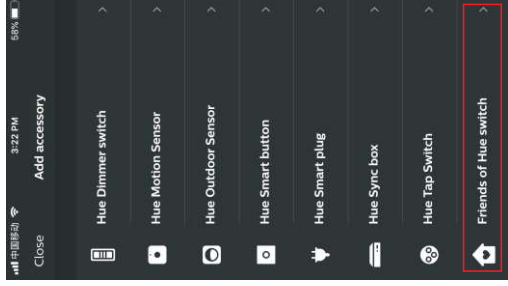 中国移动 3:22 PM 58%
Close Add accessory
Hue Dimmer switch
Hue Motion Sensor
Hue Outdoor Sensor
Hue Smart button
Hue Smart plug
Hue Sync box
Hue Tap Switch
Friends of Hue switch